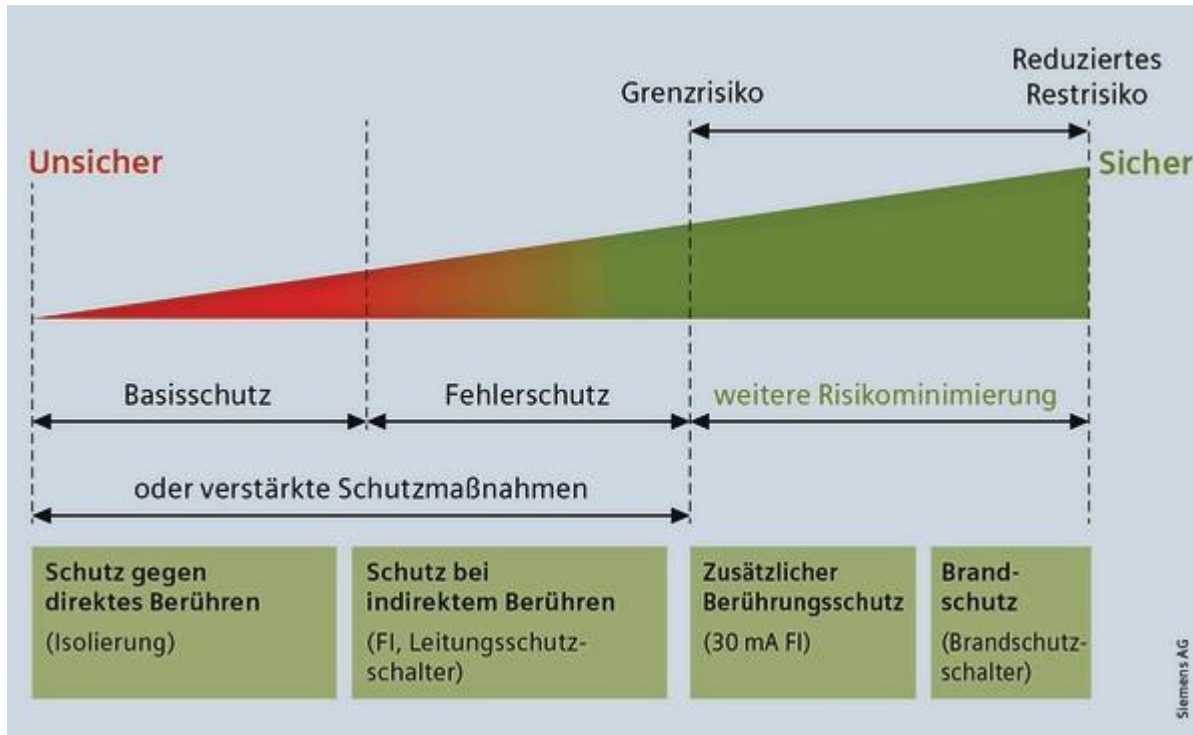 Reduziertes
Restrisiko
Grenzrisiko
Unsicher
Sicher
Basisschutz
Fehlerschutz
weitere Risikominimierung
oder verstärkte Schutzmaßnahmen
Schutz gegen
direktes Berühren
(Isolierung)
Schutz bei
indirektem Berühren
(FI, Leitungsschutz-
schalter)
Zusätzlicher
Berührungsschutz
(30 mA FI)
Brand-
schutz
(Brandschutz-
schalter)
Siemens AG